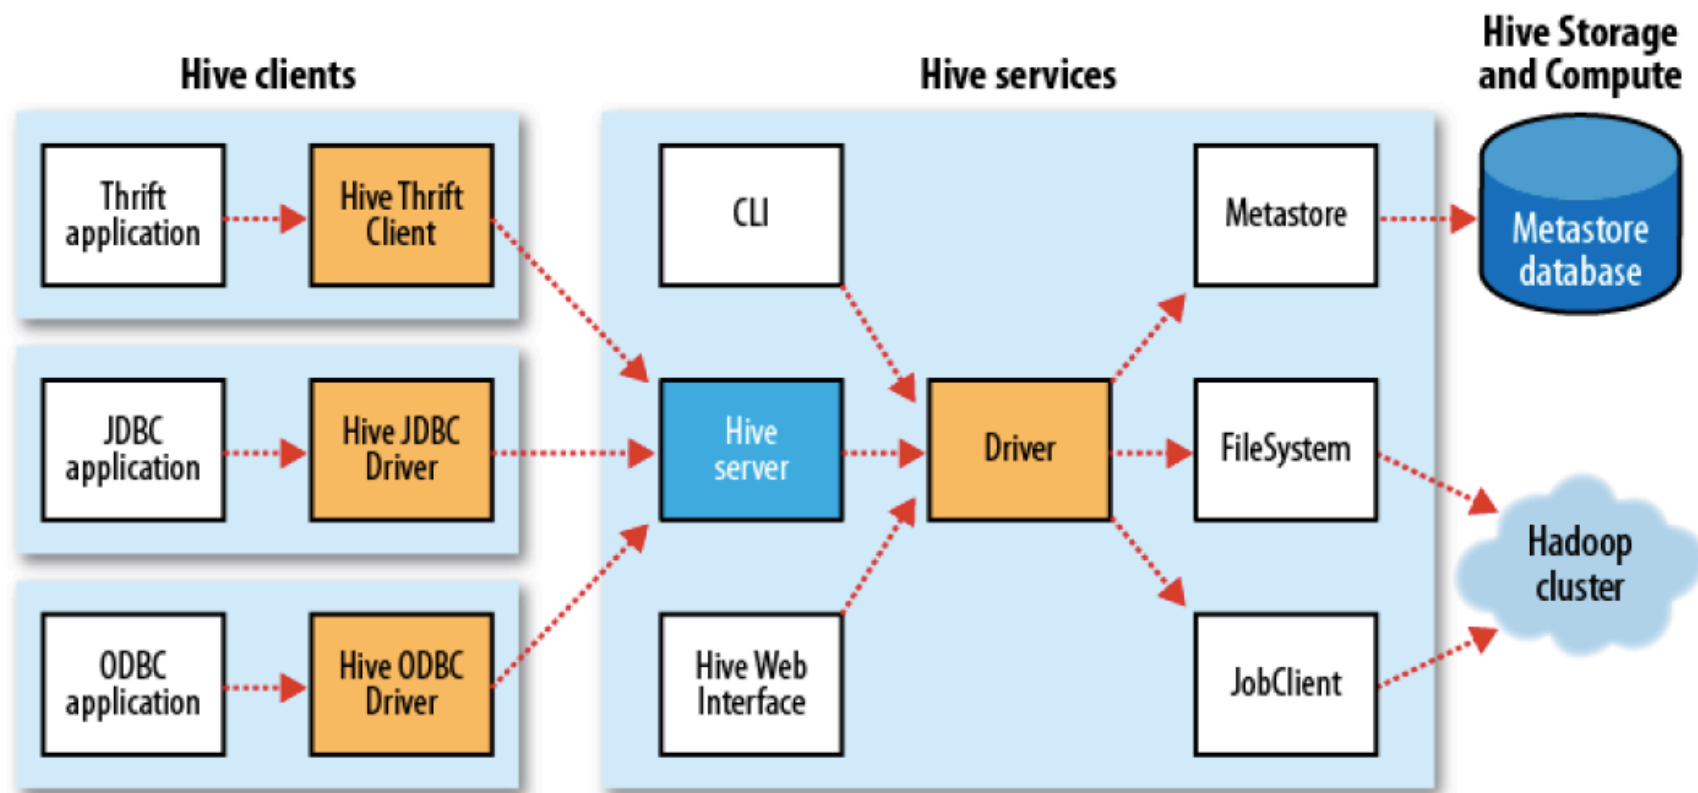 Hive clients
Hive services
Hive Storage
and Compute
Thrift
application
Hive Thrift
Client
CLI
Metastore
Metastore
database
JDBC
application
Hive JDBC
Driver
Hive
server
Driver
FileSystem
Hadoop
cluster
ODBC
application
Hive ODBC
Driver
Hive Web
Interface
JobClient